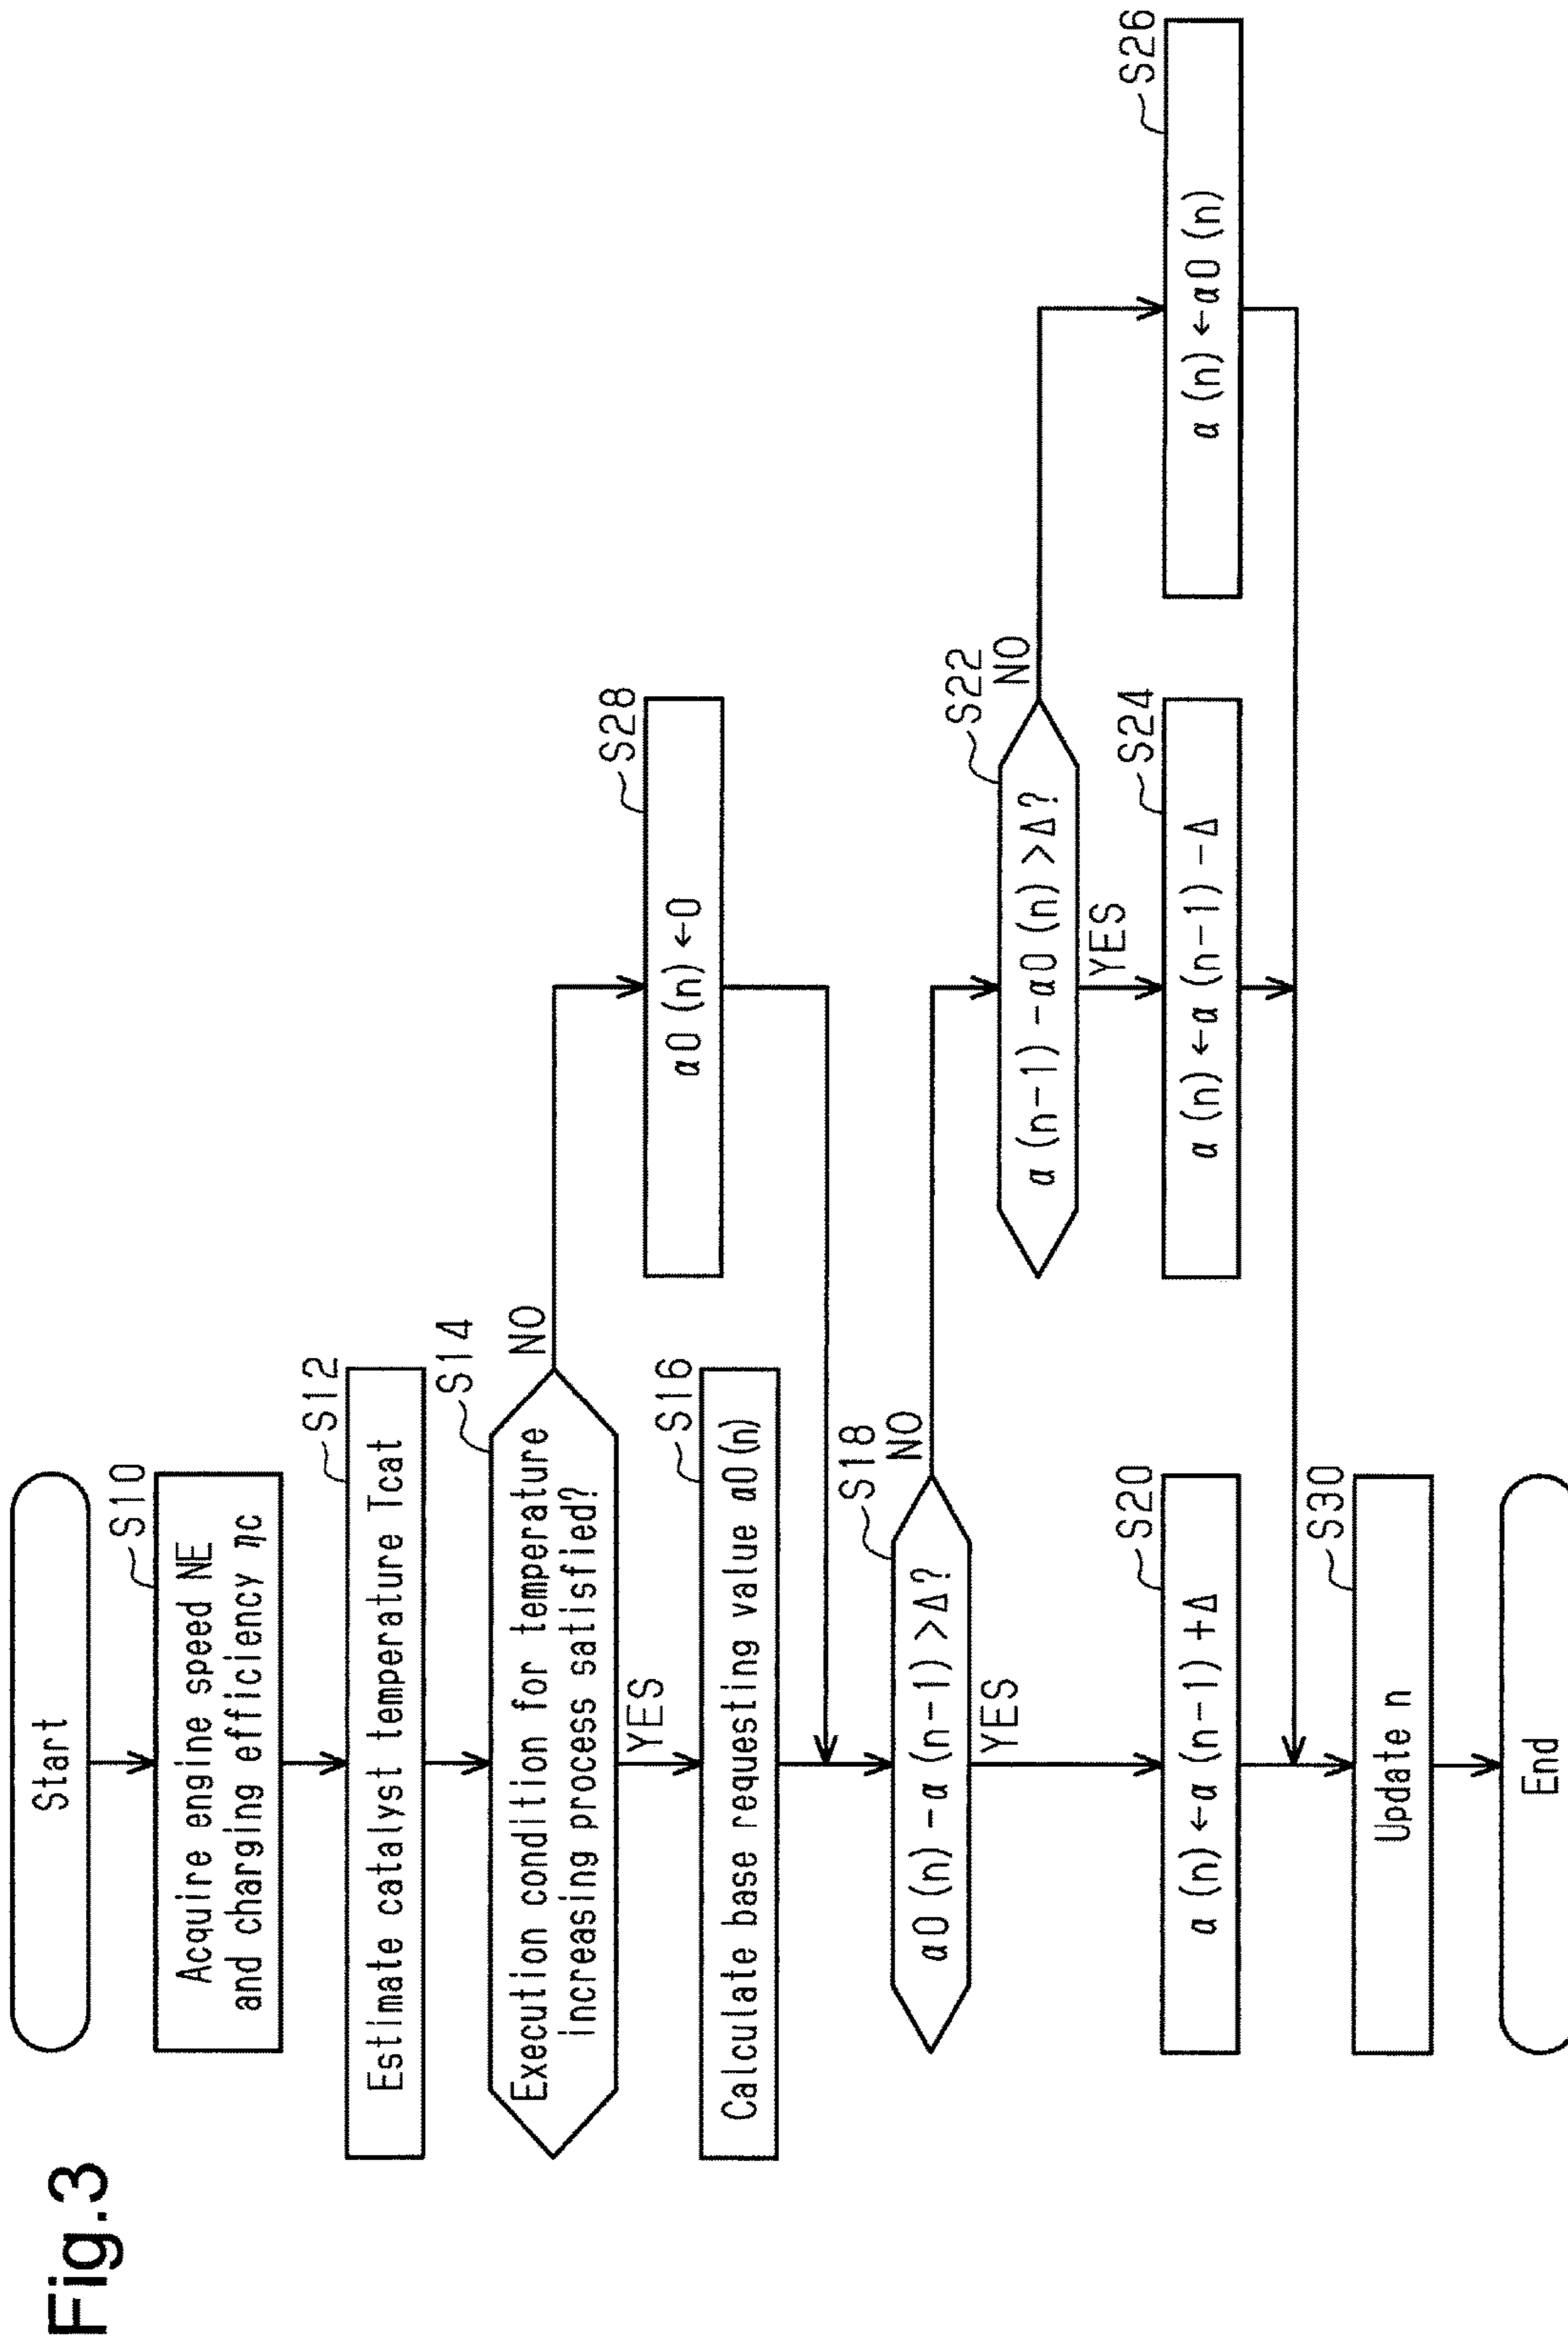 Fig.3
Start
S10
Acquire engine speed NE
and charging efficiency ηc
S12
Estimate catalyst temperature Tcat
S14
Execution condition for temperature
increasing process satisfied?
NO
YES
S28
α0 (n) ←0
S16
Calculate base requesting value α0(n)
S18
α0 (n) -α (n-1) >Δ?
NO
YES
S22
α (n-1) -α0 (n) >Δ?
NO
YES
S20
α (n) ←α (n-1) +Δ
S24
α (n) ←α (n-1) -Δ
S26
α (n) ←α0 (n)
S30
Update n
End